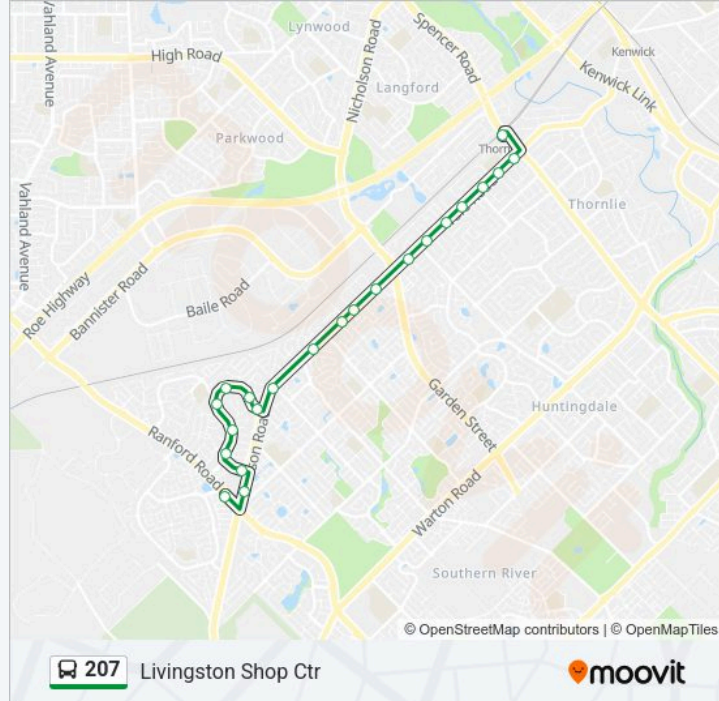 Vahland Avenue
Lynwood
High Road
Nicholson Road
Spencer Road
Langford
Kenwick
Kenwick Link
Parkwood
Thorn
Thornlie
Vahland Avenue
Roe Highway
Bannister Road
Baile Road
Garden Street
Huntingdale
Ranford Road
son Road
Warton Road
Southern River
© OpenStreetMap contributors | © OpenMapTiles
207 Livingston Shop Ctr
moovit